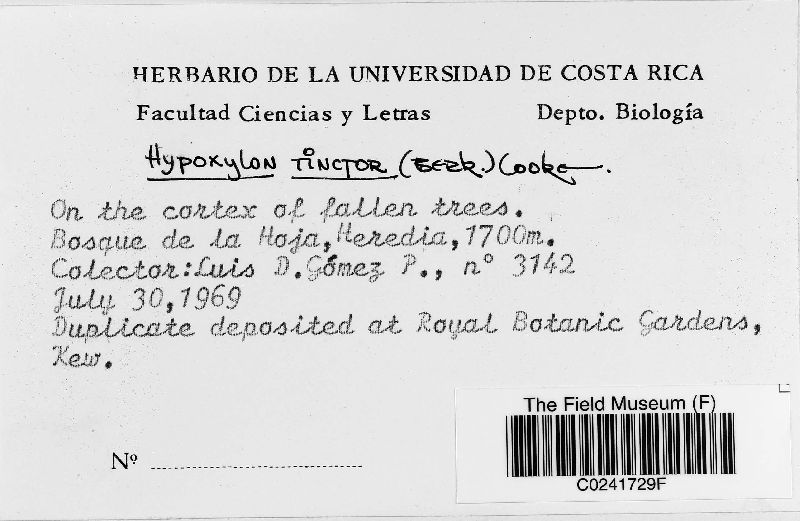 HERBARIO DE LA UNIVERSIDAD DE COSTA RICA
Facultad Ciencias y Letras Depto. Biología
Hypoxylon tinctor (Berk.) Cooke.
On the cortex of fallen trees.
Bosque de la Hoja,Heredia,1700m.
Colector:Luis D.Gómez P., n° 3142
July 30,1969
Duplicate deposited at Royal Botanic Gardens,
Kew.
Nº
The Field Museum (F)
C0241729F